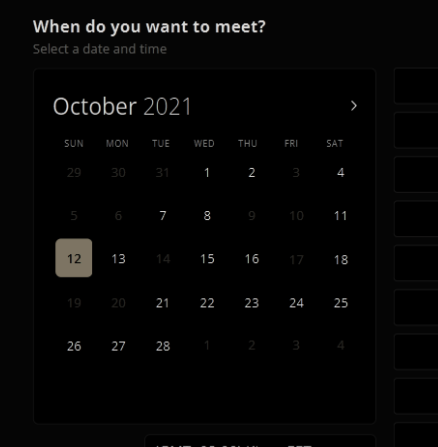 When do you want to meet?
Select a date and time
October 2021 >
SUN MON TUE WED THU FRI SAT
29 30 31 1 2 3 4
5 6 7 8 9 10 11
12 13 14 15 16 17 18
19 20 21 22 23 24 25
26 27 28 1 2 3 4